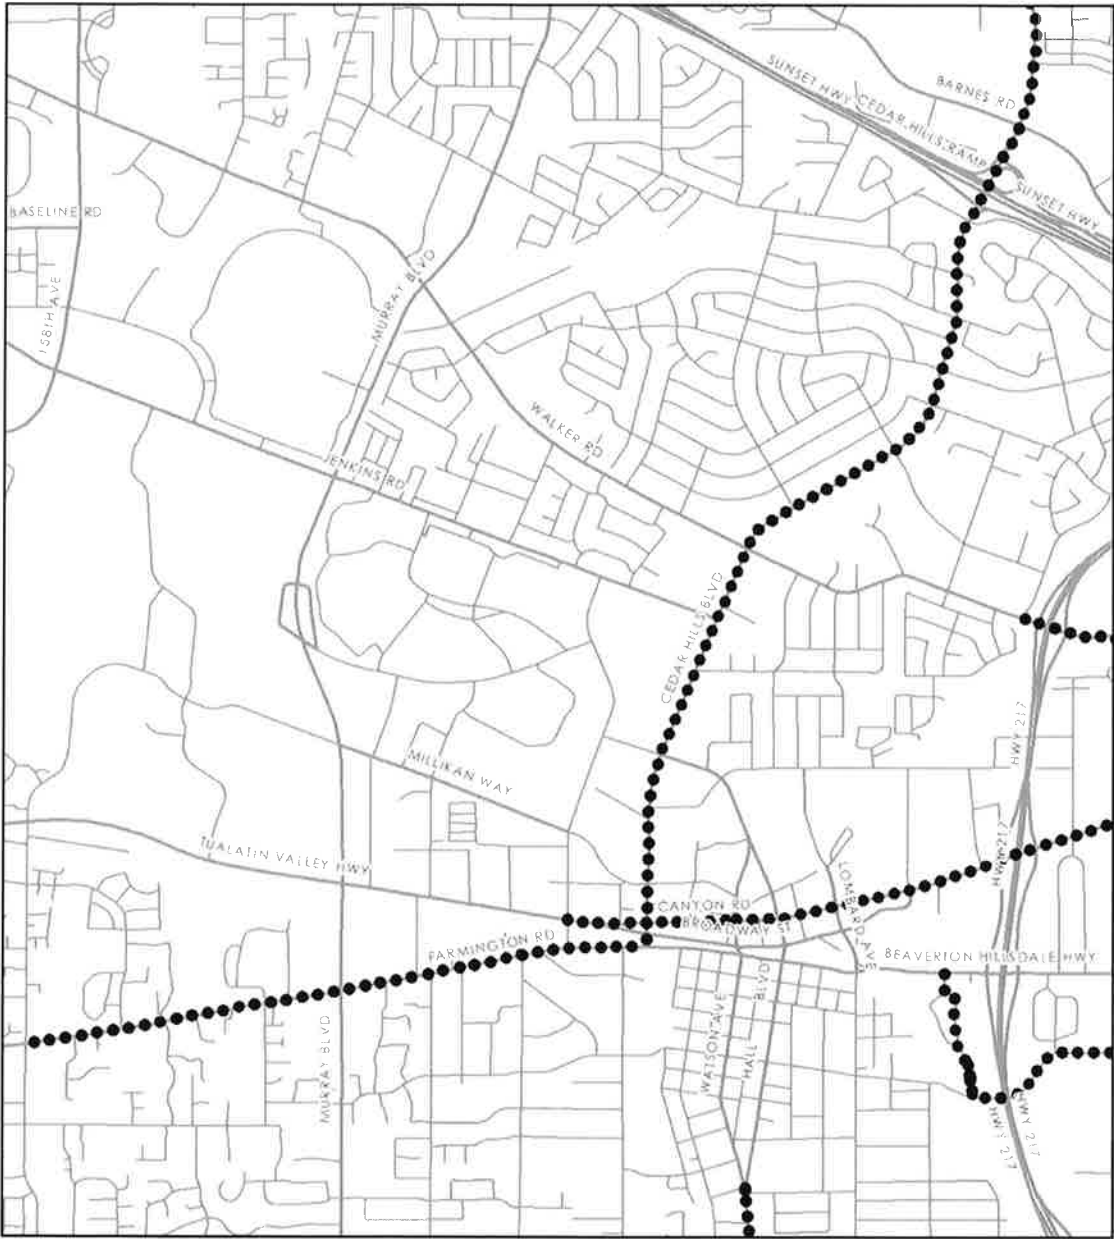 SUNSET HWY
BARNES RD
CEDAR HILLS RAMP
SUNSET HWY
BASELINE RD
158TH AVE
MURRAY BLVD
WALKER RD
JENKINS RD
CEDAR HILLS BLVD
HWY 217
MILLIKAN WAY
TUALATIN VALLEY HWY
HWY 217
LOMBARD AVE
CANYON RD
BROADWAY ST
FARMINGTON RD
BEAVERTON HILLSDALE HWY
WATSON AVE
HALL BLVD
MURRAY BLVD
HWY 217
HWY 217